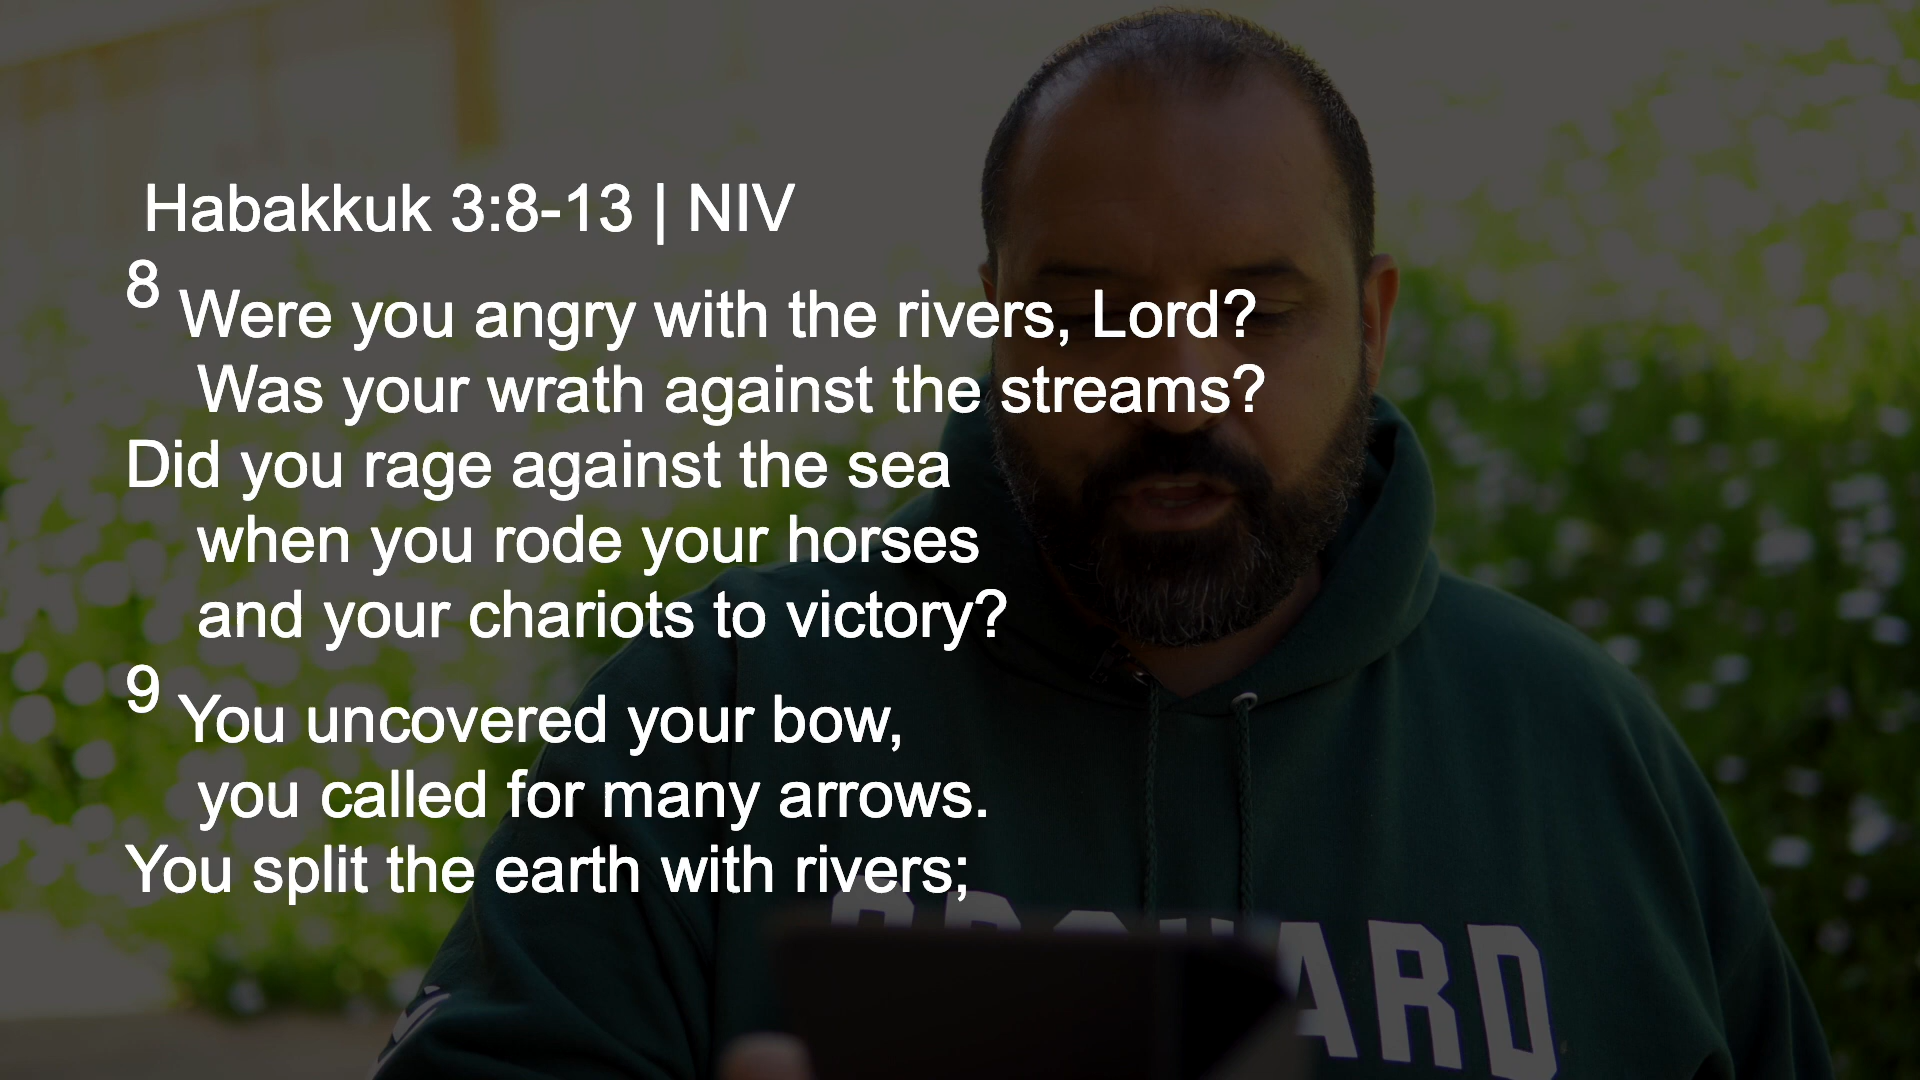 Habakkuk 3:8-13 | NIV
8 Were you angry with the rivers, Lord?
Was your wrath against the streams?
Did you rage against the sea
when you rode your horses
and your chariots to victory?
9 You uncovered your bow,
you called for many arrows.
You split the earth with rivers;